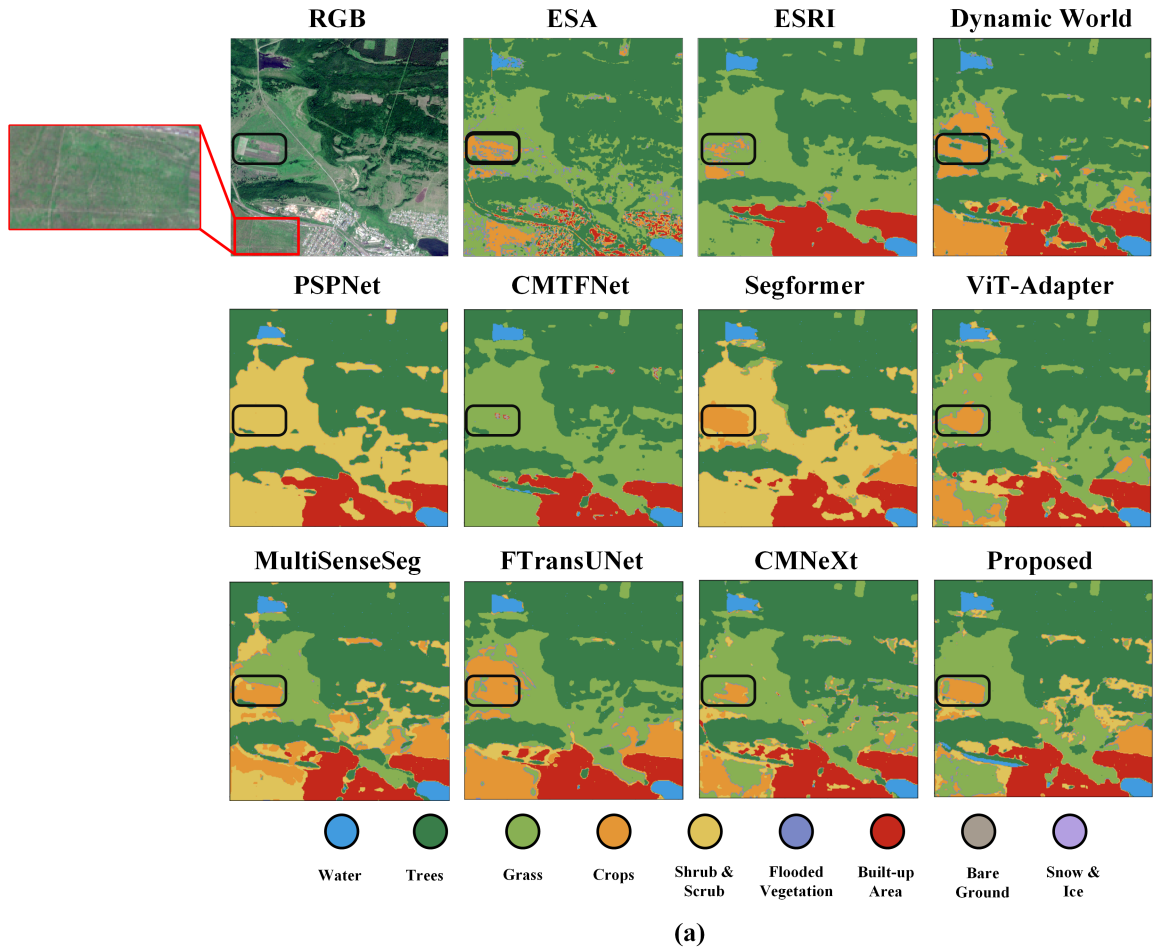 RGB
ESA
ESRI
Dynamic World
PSPNet
CMTFNet
Segformer
ViT-Adapter
MultiSenseSeg
FTransUNet
CMNeXt
Proposed
Water
Trees
Grass
Crops
Shrub &
Scrub
Flooded
Vegetation
Built-up
Area
Bare
Ground
Snow &
Ice
(a)